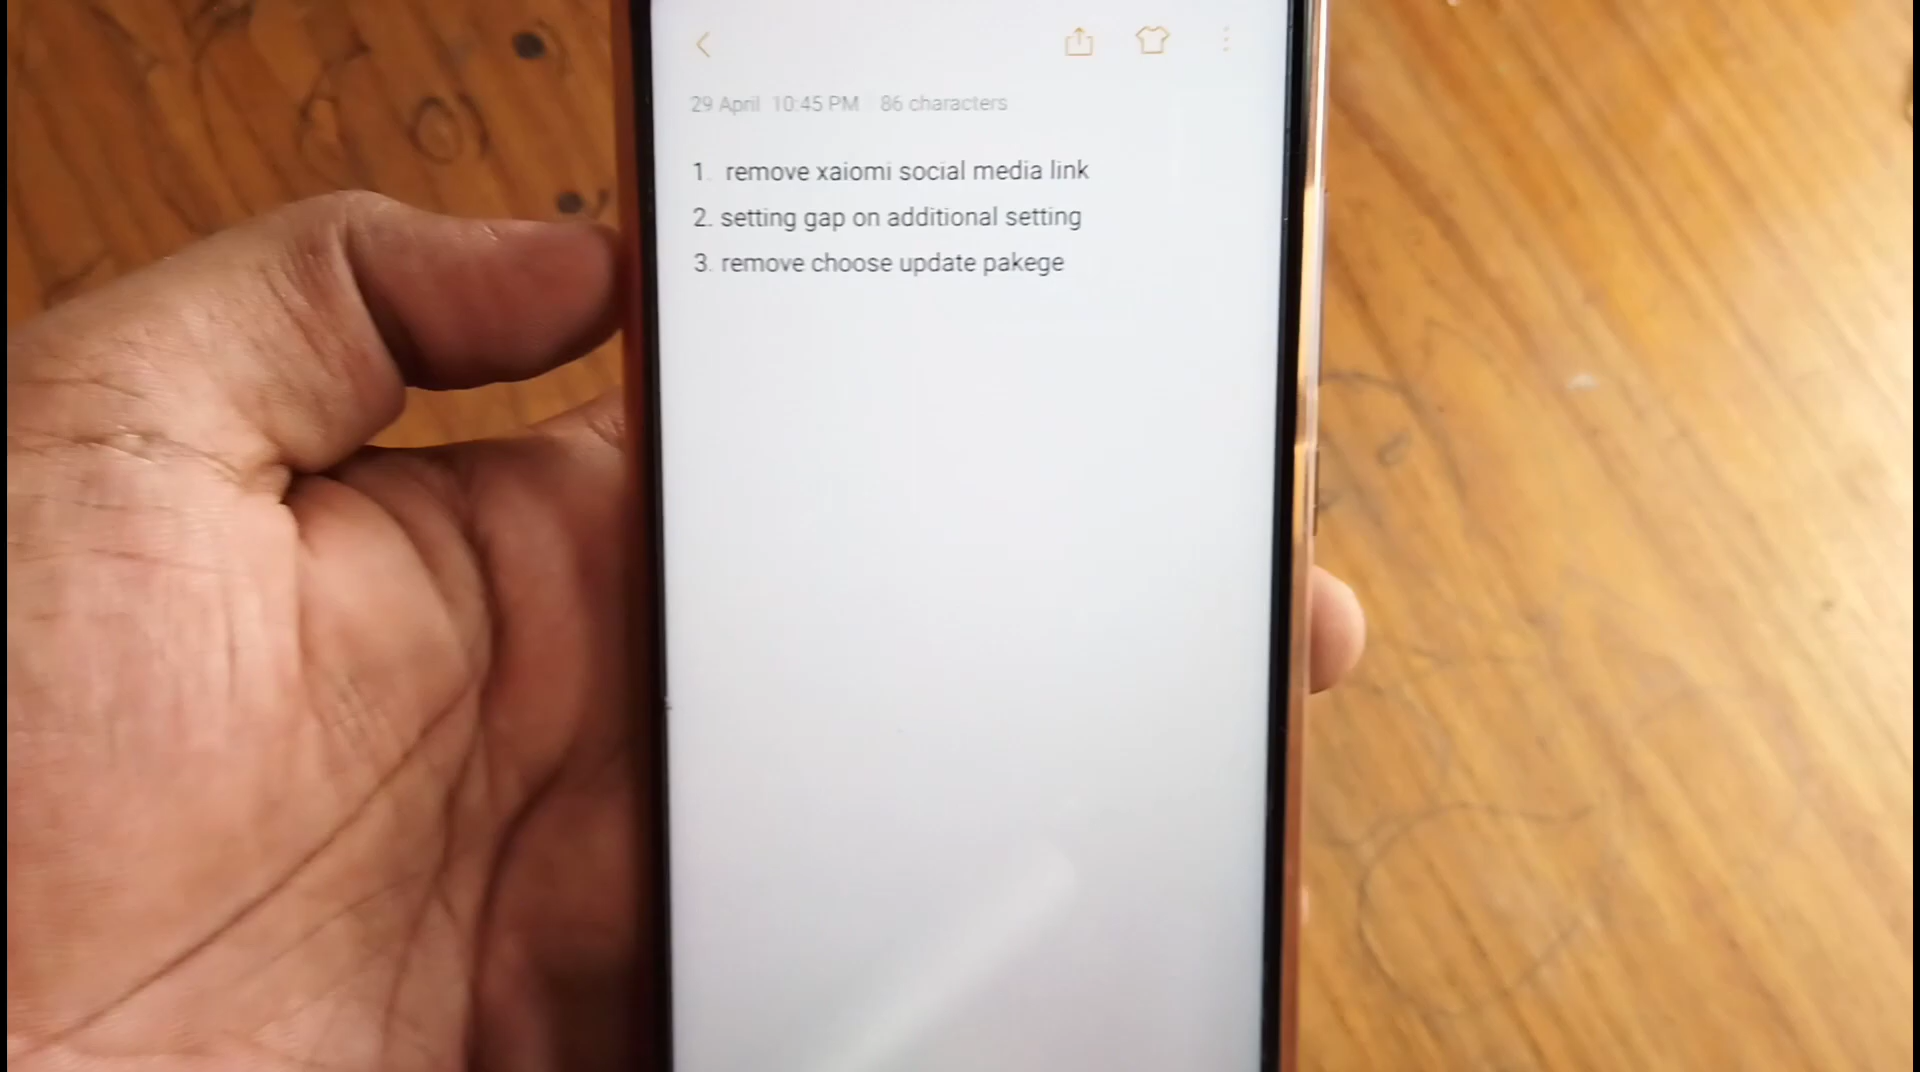 29 April 10:45 PM 86 characters
1. remove xaiomi social media link
2. setting gap on additional setting
3. remove choose update pakege